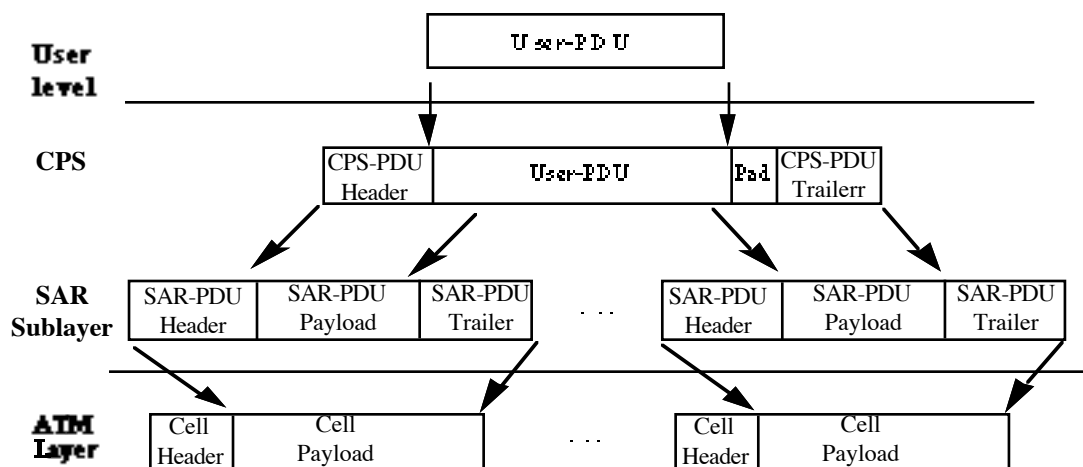 User-PDU
User
level
CPS
CPS-PDU
Header
User-PDU
Pad
CPS-PDU
Trailerr
SAR
Sublayer
SAR-PDU
Header
SAR-PDU
Payload
SAR-PDU
Trailer
. . .
SAR-PDU
Header
SAR-PDU
Payload
SAR-PDU
Trailer
ATM
Layer
Cell
Header
Cell
Payload
. . .
Cell
Header
Cell
Payload